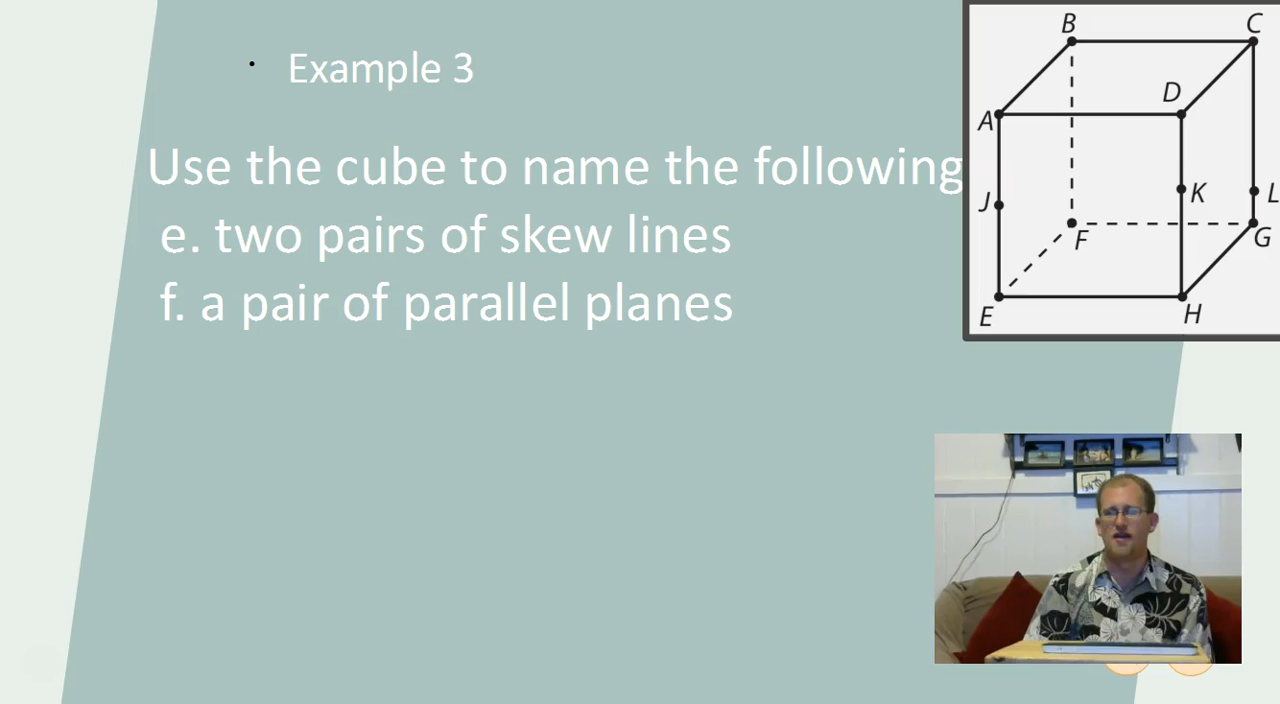 Example 3
Use the cube to name the following
e. two pairs of skew lines
f. a pair of parallel planes
B C
D
A
J K L
F G
E H